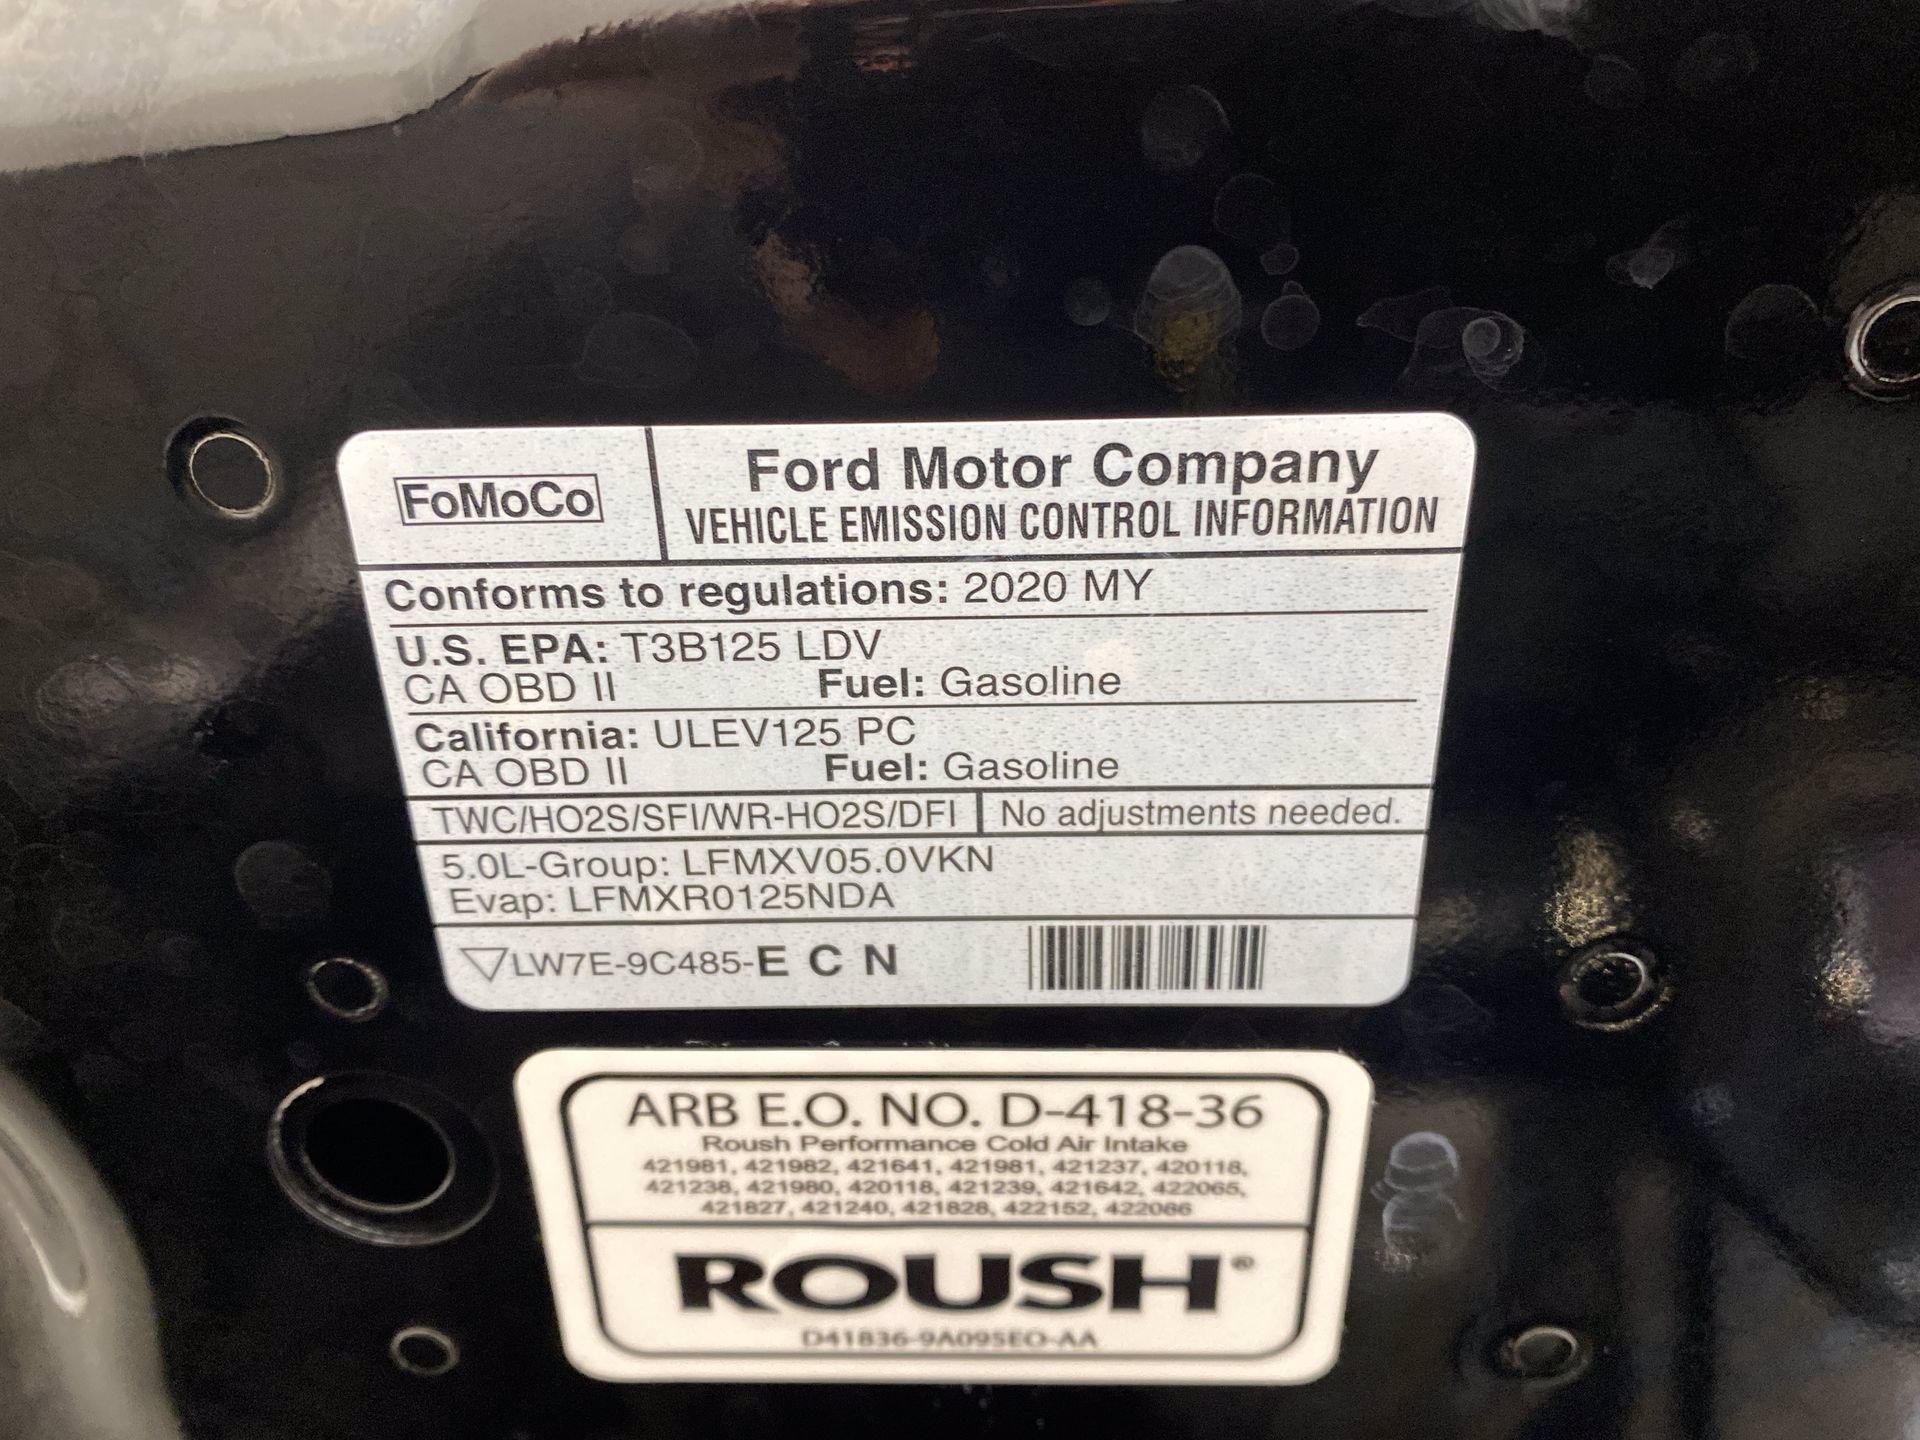 FoMoCo
Ford Motor Company
VEHICLE EMISSION CONTROL INFORMATION
Conforms to regulations: 2020 MY
U.S. EPA: T3B125 LDV
CA OBD II Fuel: Gasoline
California: ULEV125 PC
CA OBD II Fuel: Gasoline
TWC/HO2S/SFI/WR-HO2S/DFI No adjustments needed.
5.0L-Group: LFMXV05.0VKN
Evap: LFMXR0125NDA
LW7E-9C485-E C N
ARB E.O. NO. D-418-36
Roush Performance Cold Air Intake
421981, 421982, 421641, 421981, 421237, 420118,
421238, 421980, 420118, 421239, 421642, 422065,
421827, 421240, 421828, 422152, 422086
ROUSH®
D41836-9A095EO-AA